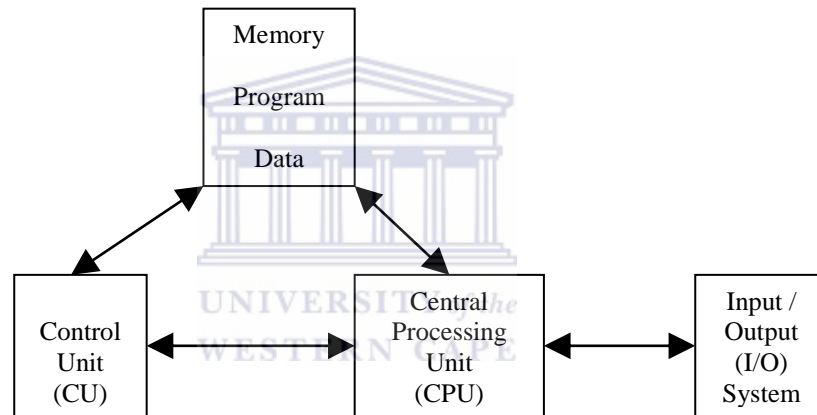 Memory
Program
Data
Control
Unit
(CU)
Central
Processing
Unit
(CPU)
Input /
Output
(I/O)
System
UNIVERSITY of the
WESTERN CAPE